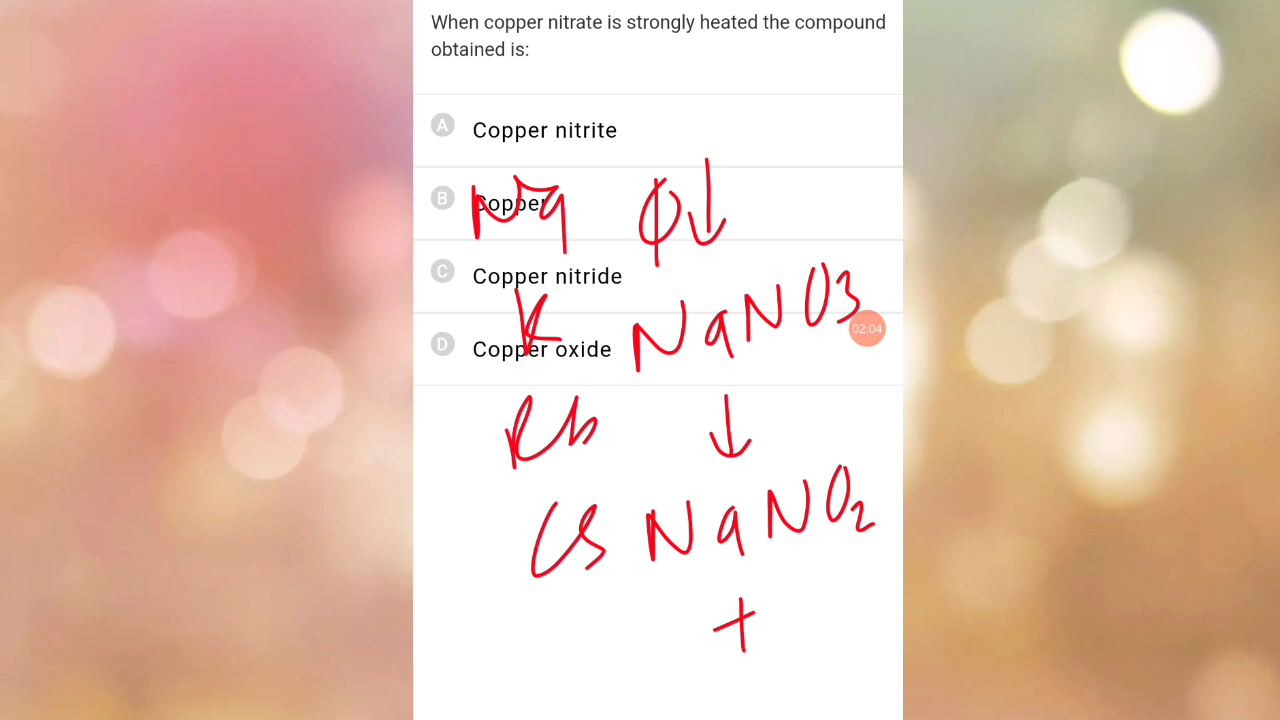 When copper nitrate is strongly heated the compound
obtained is:
A Copper nitrite
B Copper
Na ϕ↓
C Copper nitride
K NaNO3
02:04
D Copper oxide
Rb ↓
Cs NaNO2
+